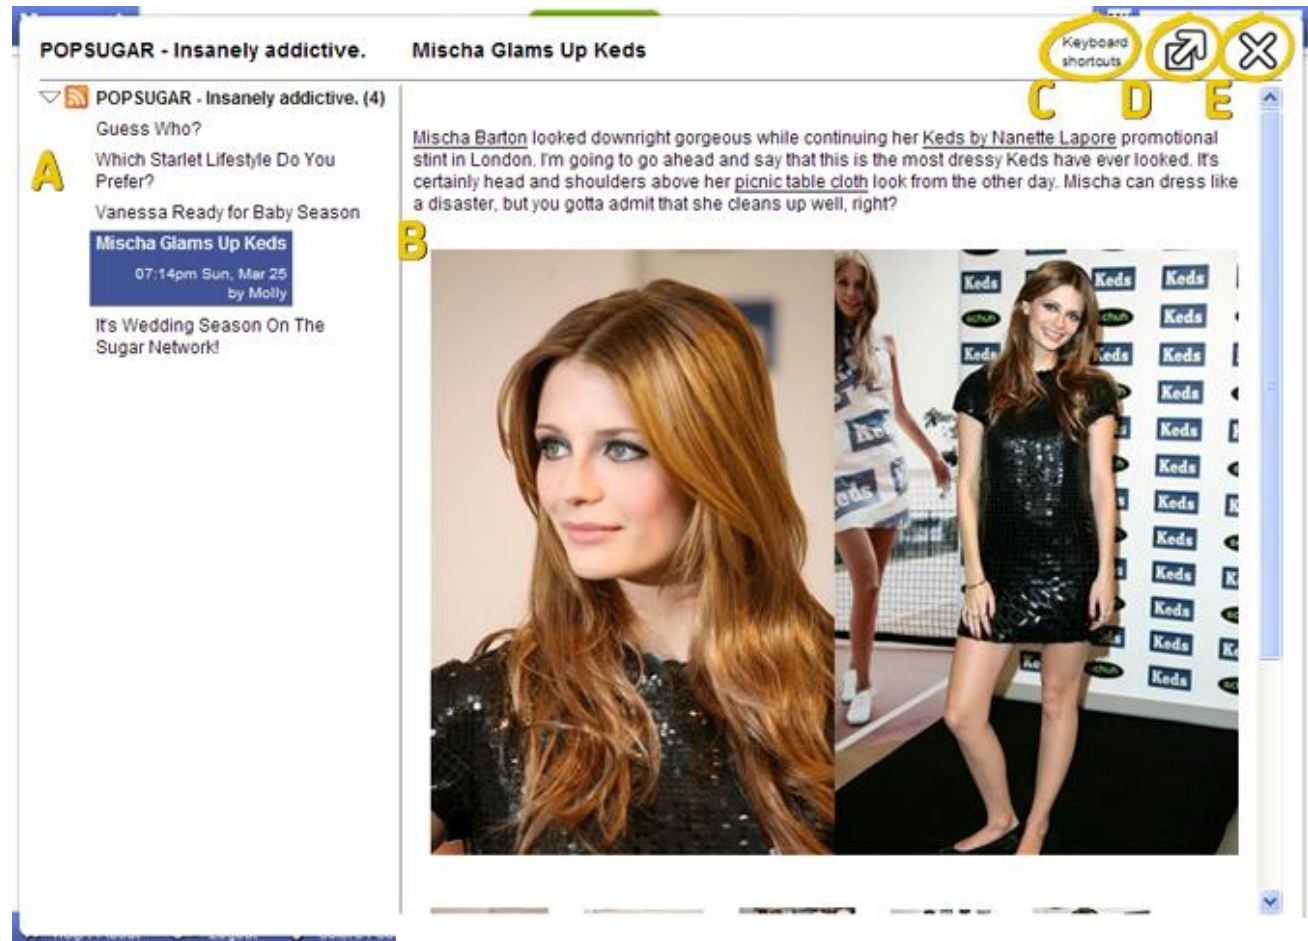 POPSUGAR - Insanely addictive.
Mischa Glams Up Keds
Keyboard
shortcuts
C D E
POPSUGAR - Insanely addictive. (4)
Guess Who?
A
Which Starlet Lifestyle Do You
Prefer?
Vanessa Ready for Baby Season
Mischa Glams Up Keds
07:14pm Sun, Mar 25
by Molly
It's Wedding Season On The
Sugar Network!
Mischa Barton looked downright gorgeous while continuing her Keds by Nanette Lapore promotional
stint in London. I'm going to go ahead and say that this is the most dressy Keds have ever looked. It's
certainly head and shoulders above her picnic table cloth look from the other day. Mischa can dress like
a disaster, but you gotta admit that she cleans up well, right?
B
Keds Keds Keds
schuh schuh Keds
Keds Keds Keds
Keds
Keds
Keds
Keds
Keds
Keds
Keds
Keds